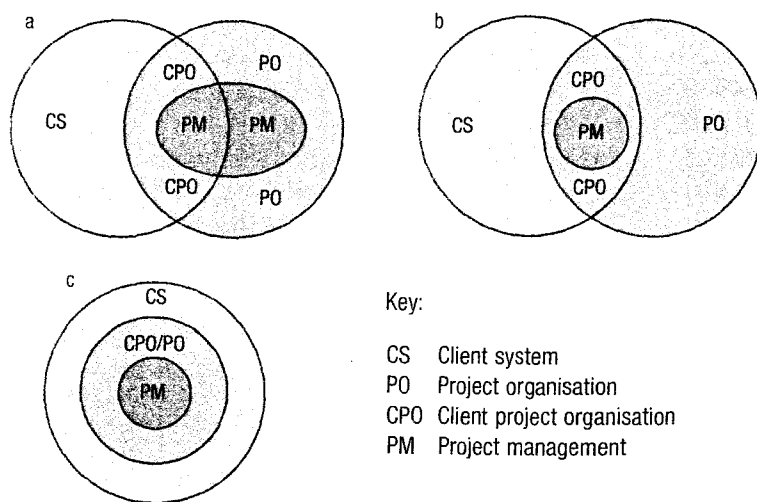 a
CPO PO
CS PM PM
CPO PO
b
CPO
CS PM PO
CPO
c
CS
CPO/PO
PM
Key:
CS Client system
PO Project organisation
CPO Client project organisation
PM Project management